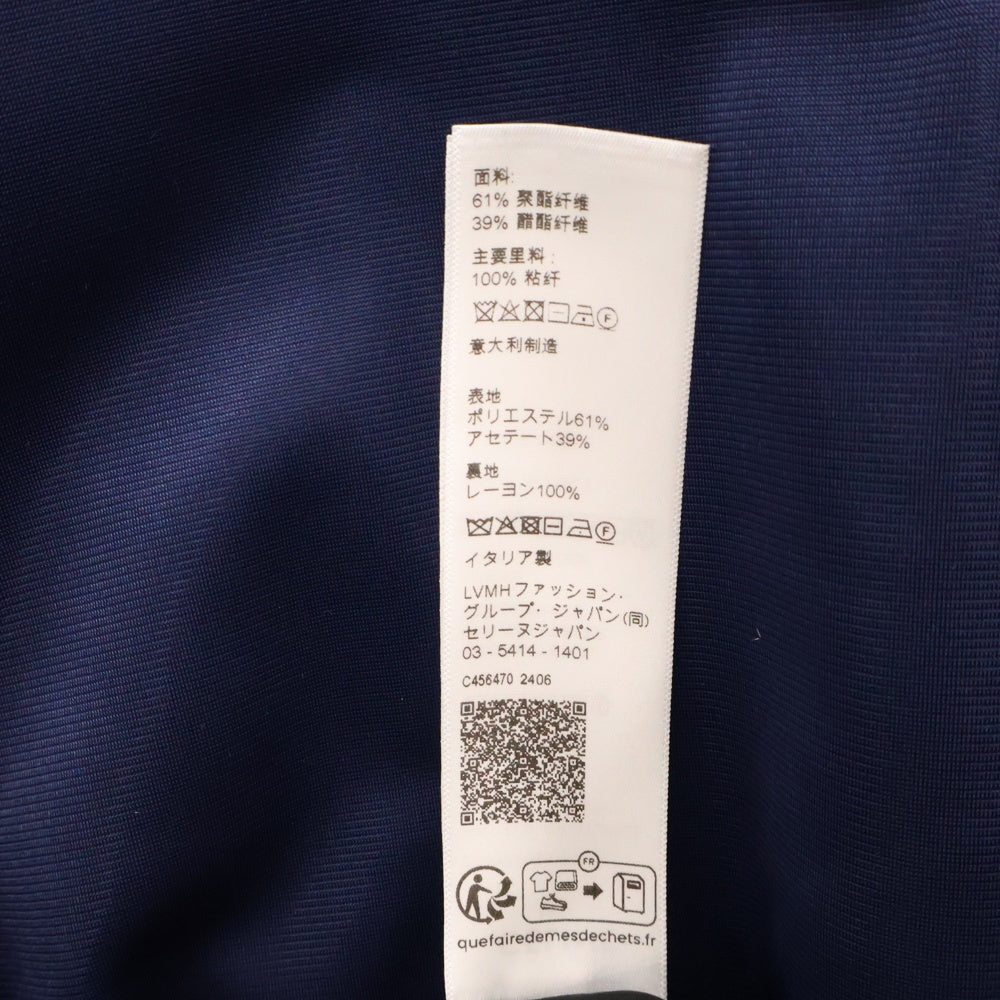 面料:
61% 聚酯纤维
39% 醋酯纤维
主要里料:
100% 粘纤
F
意大利制造
表地
ポリエステル61%
アセテート39%
裏地
レーヨン100%
F
イタリア製
LVMHファッション・
グループ・ジャパン(同)
セリーヌジャパン
03 - 5414 - 1401
C456470 2406
FR
quefairedemesdechets.fr